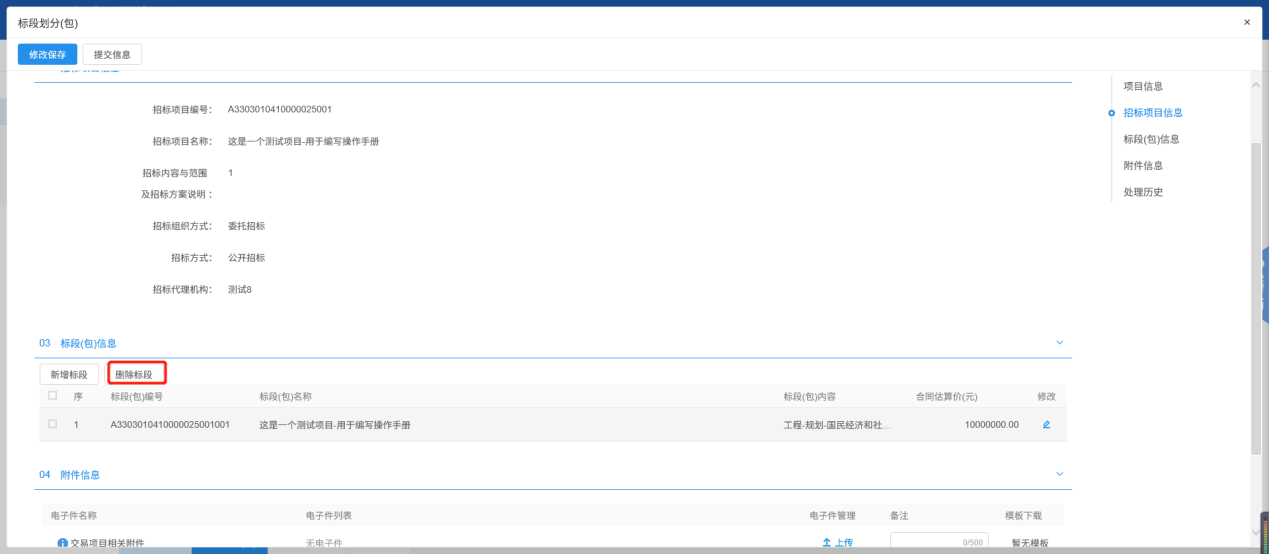 标段划分(包)
×
修改保存 提交信息
招标项目编号： A3303010410000025001
招标项目名称： 这是一个测试项目-用于编写操作手册
招标内容与范围 1
及招标方案说明：
招标组织方式： 委托招标
招标方式： 公开招标
招标代理机构： 测试8
03 标段(包)信息
新增标段 删除标段
序 标段(包)编号 标段(包)名称 标段(包)内容 合同估算价(元) 修改
1 A3303010410000025001001 这是一个测试项目-用于编写操作手册 工程-规划-国民经济和社... 10000000.00
04 附件信息
电子件名称 电子件列表 电子件管理 备注 模板下载
交易项目相关附件 无电子件 上传 0/500 暂无模板
项目信息
招标项目信息
标段(包)信息
附件信息
处理历史